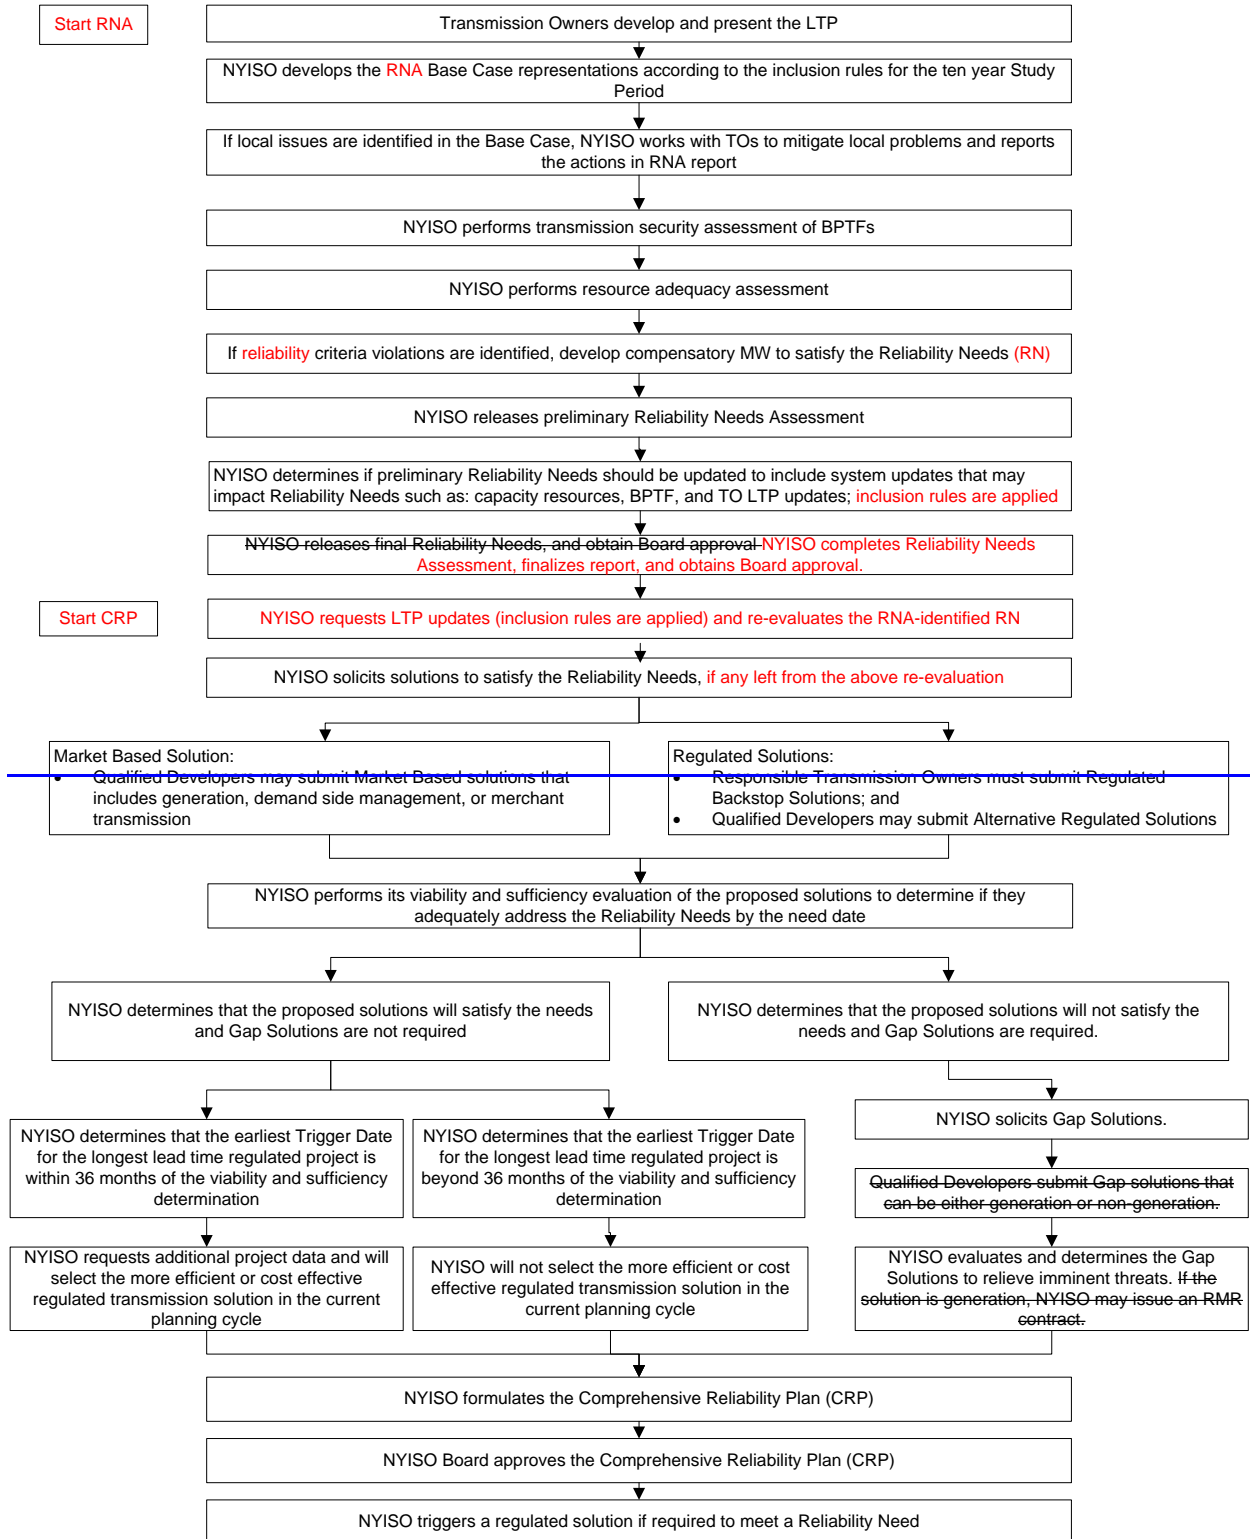 Start RNA
Transmission Owners develop and present the LTP
NYISO develops the RNA Base Case representations according to the inclusion rules for the ten year Study
Period
If local issues are identified in the Base Case, NYISO works with TOs to mitigate local problems and reports
the actions in RNA report
NYISO performs transmission security assessment of BPTFs
NYISO performs resource adequacy assessment
If reliability criteria violations are identified, develop compensatory MW to satisfy the Reliability Needs (RN)
NYISO releases preliminary Reliability Needs Assessment
NYISO determines if preliminary Reliability Needs should be updated to include system updates that may
impact Reliability Needs such as: capacity resources, BPTF, and TO LTP updates; inclusion rules are applied
NYISO releases final Reliability Needs, and obtain Board approval NYISO completes Reliability Needs
Assessment, finalizes report, and obtains Board approval.
Start CRP
NYISO requests LTP updates (inclusion rules are applied) and re-evaluates the RNA-identified RN
NYISO solicits solutions to satisfy the Reliability Needs, if any left from the above re-evaluation
Market Based Solution:
• Qualified Developers may submit Market Based solutions that
includes generation, demand side management, or merchant
transmission
Regulated Solutions:
• Responsible Transmission Owners must submit Regulated
Backstop Solutions; and
• Qualified Developers may submit Alternative Regulated Solutions
NYISO performs its viability and sufficiency evaluation of the proposed solutions to determine if they
adequately address the Reliability Needs by the need date
NYISO determines that the proposed solutions will satisfy the needs
and Gap Solutions are not required
NYISO determines that the proposed solutions will not satisfy the
needs and Gap Solutions are required.
NYISO determines that the earliest Trigger Date
for the longest lead time regulated project is
within 36 months of the viability and sufficiency
determination
NYISO determines that the earliest Trigger Date
for the longest lead time regulated project is
beyond 36 months of the viability and sufficiency
determination
NYISO solicits Gap Solutions.
Qualified Developers submit Gap solutions that
can be either generation or non-generation.
NYISO requests additional project data and will
select the more efficient or cost effective
regulated transmission solution in the current
planning cycle
NYISO will not select the more efficient or cost
effective regulated transmission solution in the
current planning cycle
NYISO evaluates and determines the Gap
Solutions to relieve imminent threats. If the
solution is generation, NYISO may issue an RMR
contract.
NYISO formulates the Comprehensive Reliability Plan (CRP)
NYISO Board approves the Comprehensive Reliability Plan (CRP)
NYISO triggers a regulated solution if required to meet a Reliability Need